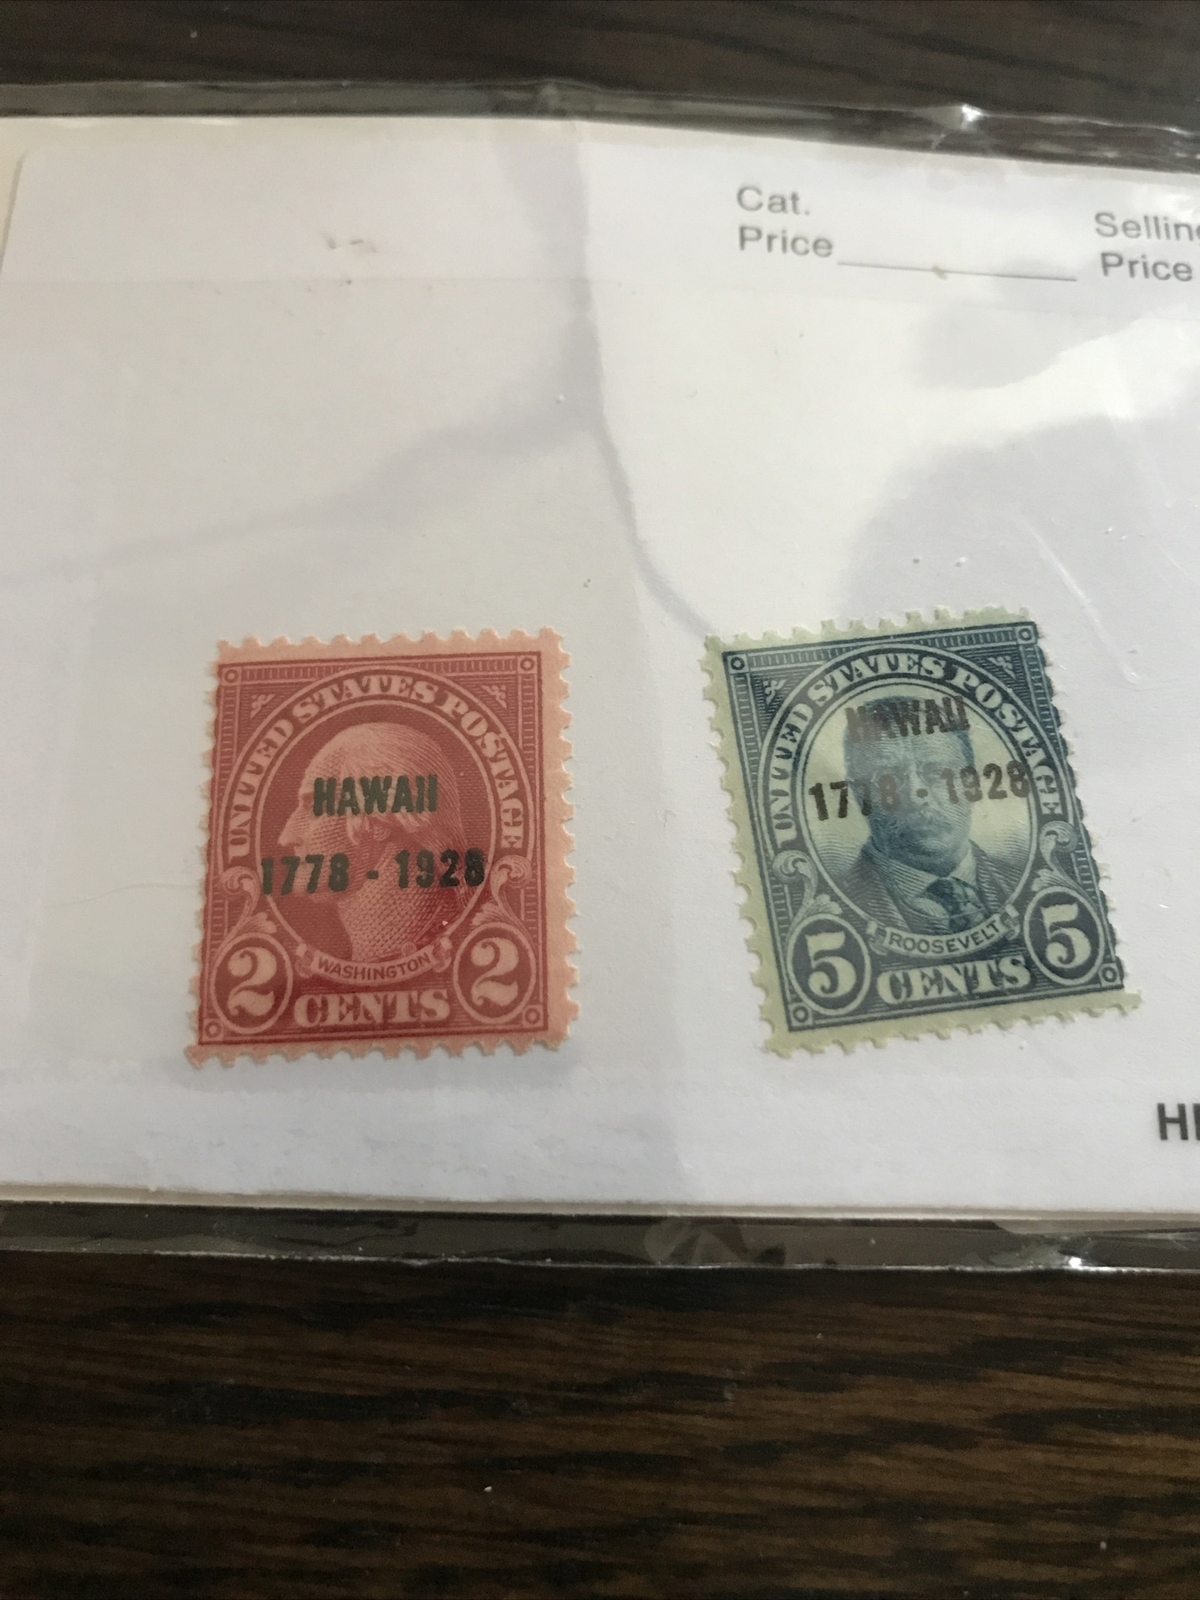 Cat.
Price
Selling
Price
UNITED STATES POSTAGE
HAWAII
1778 - 1928
WASHINGTON
2 2
CENTS
UNITED STATES POSTAGE
HAWAII
1778 - 1928
ROOSEVELT
5 5
CENTS